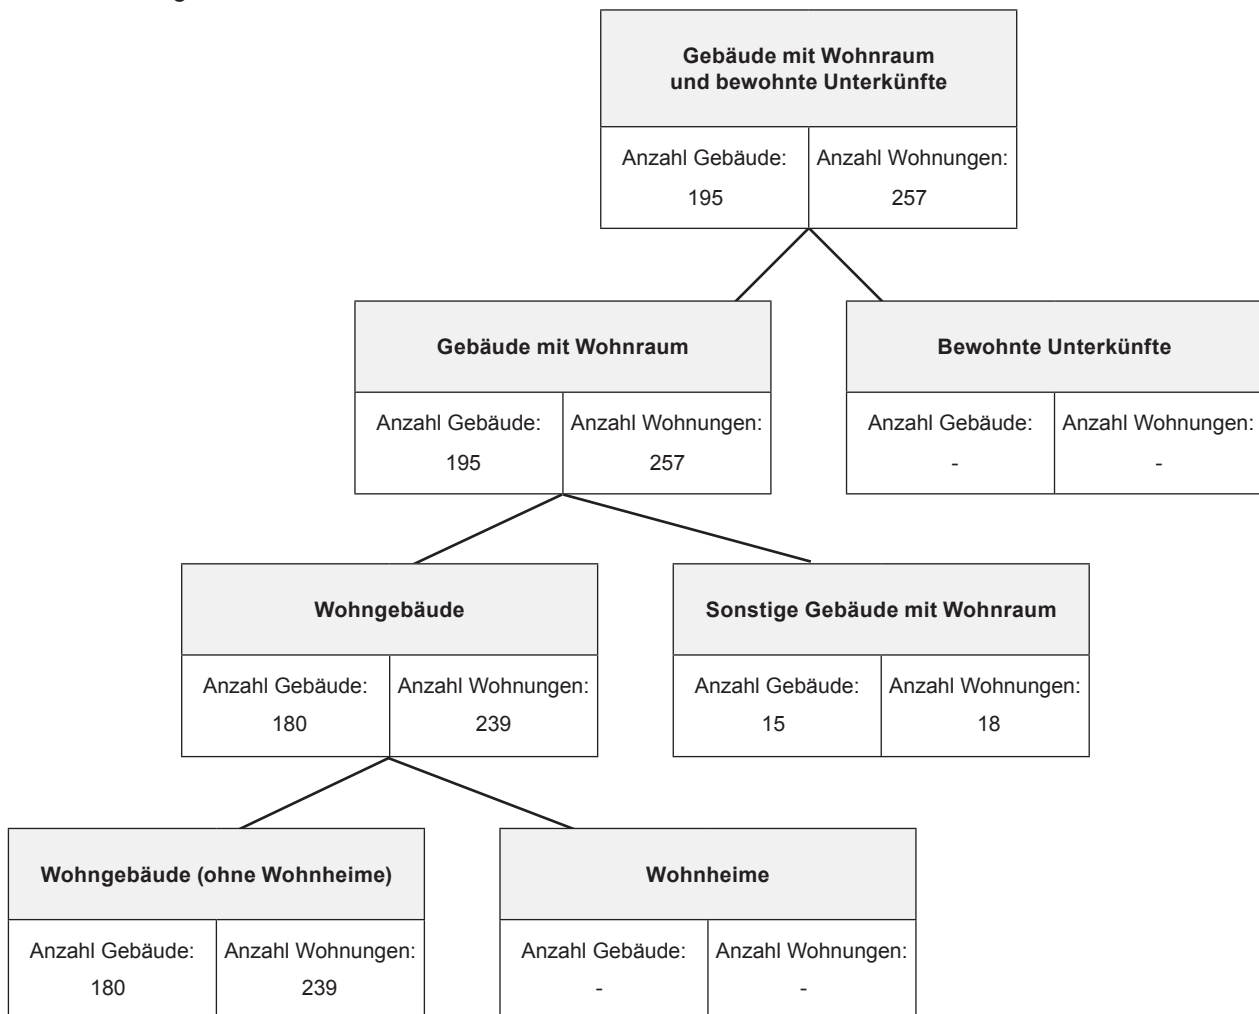 Gebäude mit Wohnraum
und bewohnte Unterkünfte
Anzahl Gebäude: Anzahl Wohnungen:
195 257
Gebäude mit Wohnraum Bewohnte Unterkünfte
Anzahl Gebäude: Anzahl Wohnungen: Anzahl Gebäude: Anzahl Wohnungen:
195 257 - -
Wohngebäude Sonstige Gebäude mit Wohnraum
Anzahl Gebäude: Anzahl Wohnungen: Anzahl Gebäude: Anzahl Wohnungen:
180 239 15 18
Wohngebäude (ohne Wohnheime) Wohnheime
Anzahl Gebäude: Anzahl Wohnungen: Anzahl Gebäude: Anzahl Wohnungen:
180 239 - -